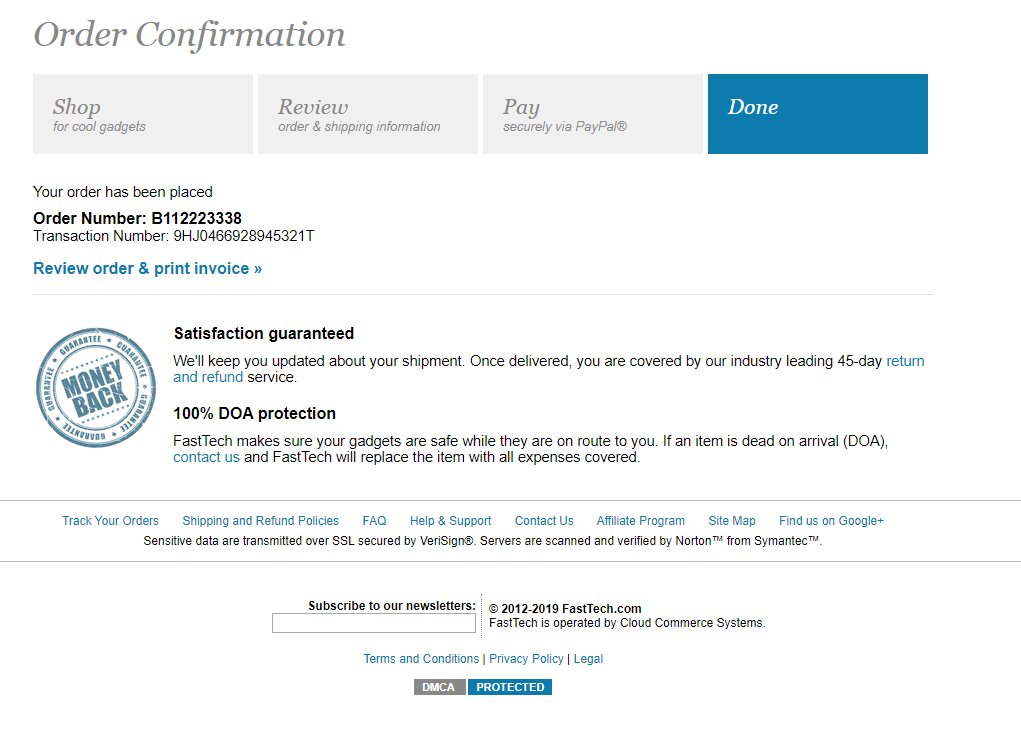 Order Confirmation
Shop
for cool gadgets
Review
order & shipping information
Pay
securely via PayPal®
Done
Your order has been placed
Order Number: B112223338
Transaction Number: 9HJ0466928945321T
Review order & print invoice »
GUARANTEE ★ GUARANTEE ★ GUARANTEE ★ GUARANTEE ★ GUARANTEE
MONEY
BACK
Satisfaction guaranteed
We'll keep you updated about your shipment. Once delivered, you are covered by our industry leading 45-day return
and refund service.
100% DOA protection
FastTech makes sure your gadgets are safe while they are on route to you. If an item is dead on arrival (DOA),
contact us and FastTech will replace the item with all expenses covered.
Track Your Orders Shipping and Refund Policies FAQ Help & Support Contact Us Affiliate Program Site Map Find us on Google+
Sensitive data are transmitted over SSL secured by VeriSign®. Servers are scanned and verified by Norton™ from Symantec™.
Subscribe to our newsletters:
© 2012-2019 FastTech.com
FastTech is operated by Cloud Commerce Systems.
Terms and Conditions | Privacy Policy | Legal
DMCA PROTECTED